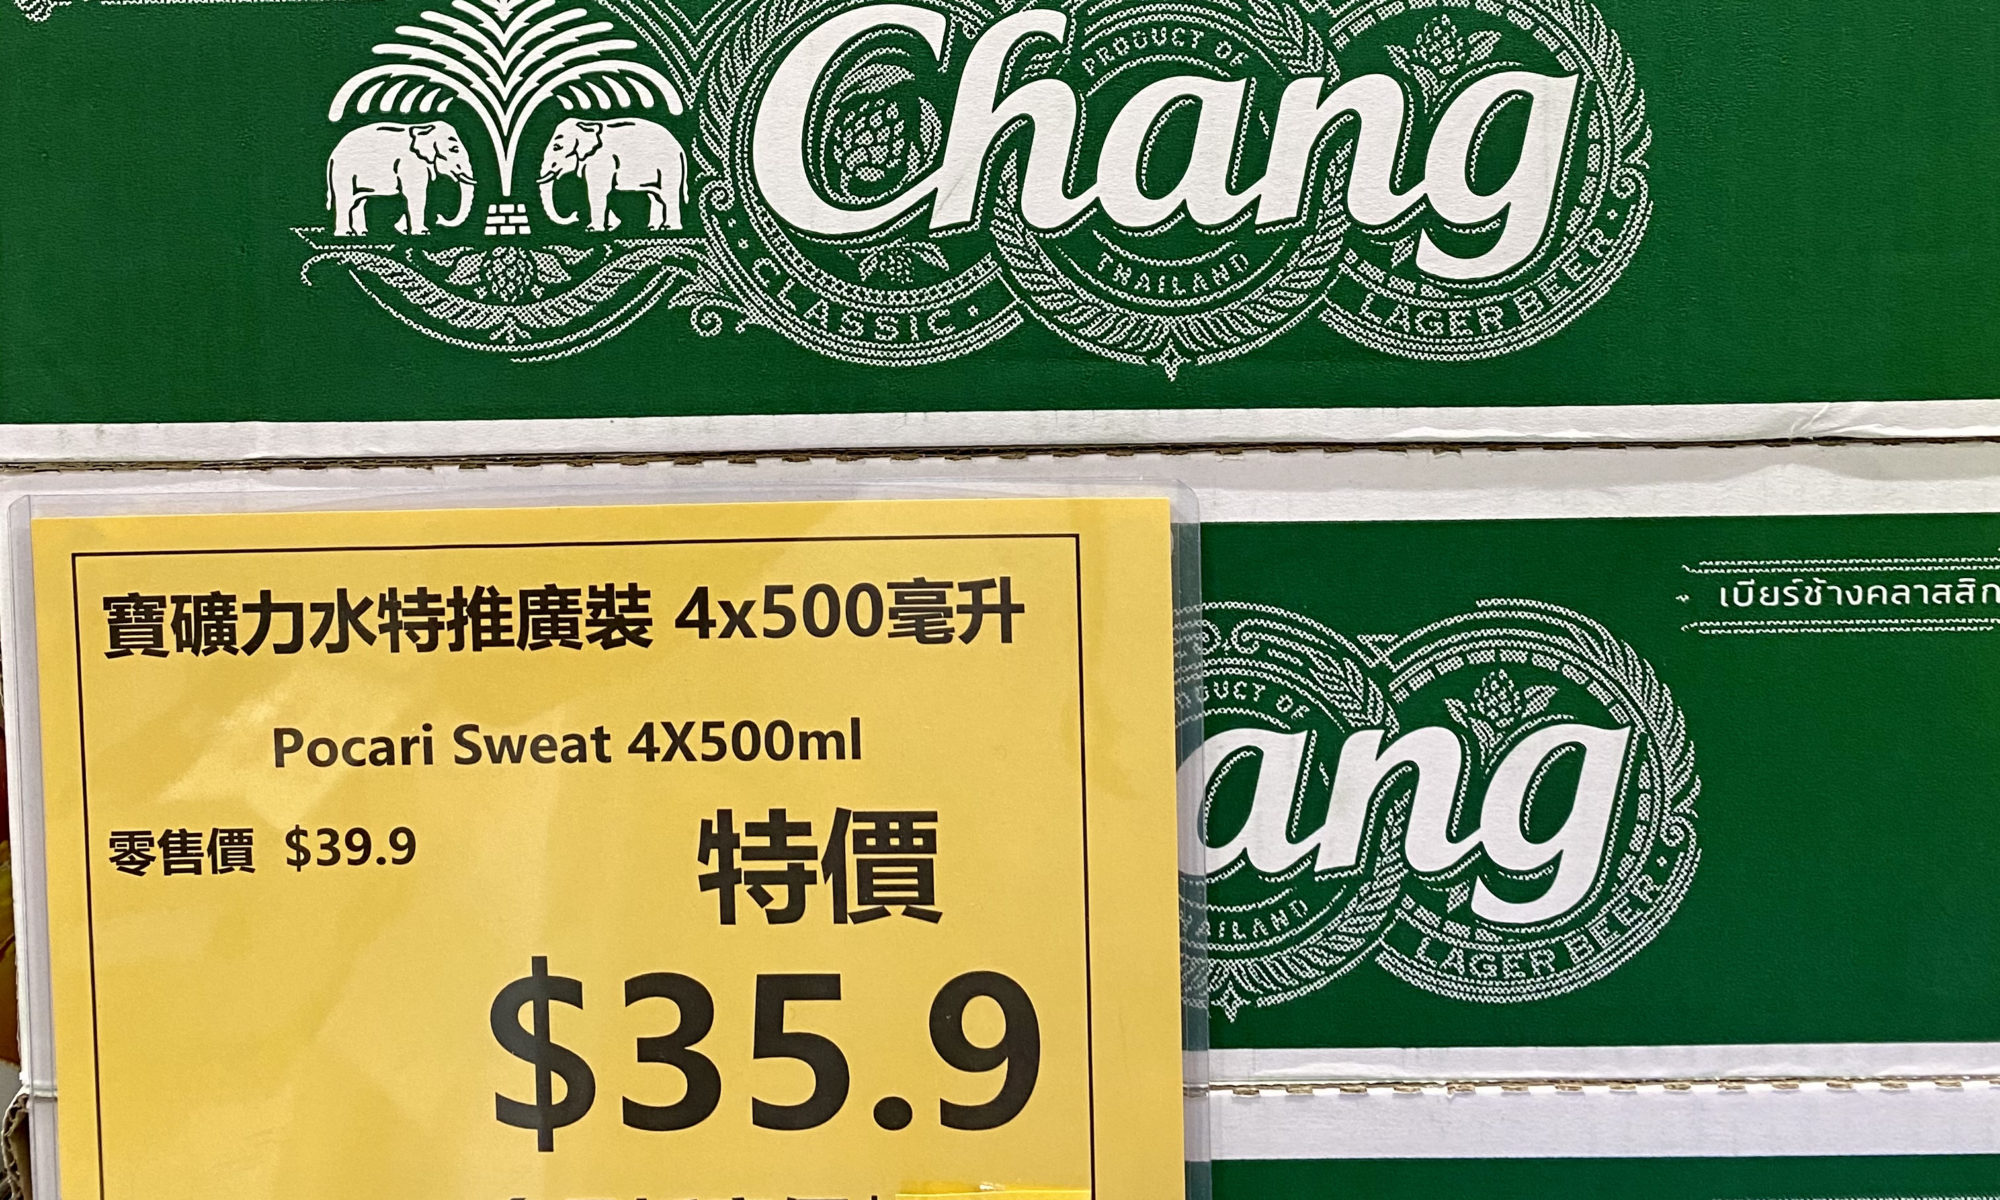 Chang
PRODUCT OF
THAILAND
CLASSIC
LAGER BEER
寶礦力水特推廣裝 4x500毫升
Pocari Sweat 4X500ml
零售價 $39.9
特價
$35.9
เบียร์ช้างคลาสสิก
DUCT OF
ang
AILAND
LAGER BEER